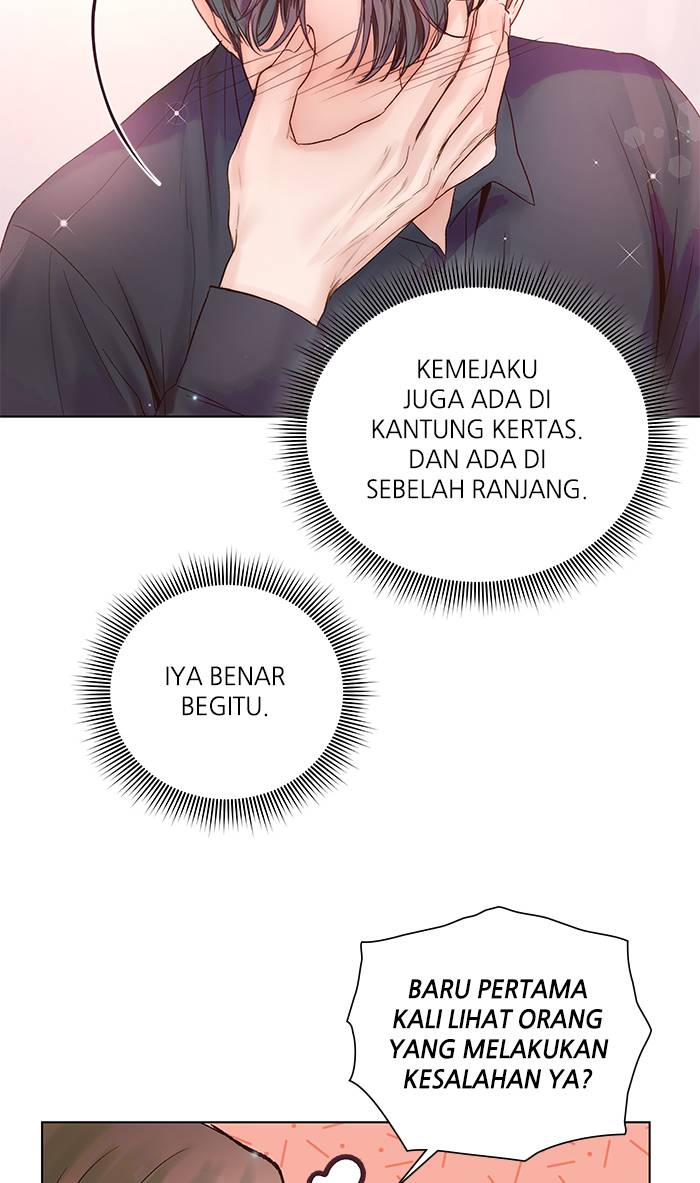 KEMEJAKU
JUGA ADA DI
KANTUNG KERTAS.
DAN ADA DI
SEBELAH RANJANG.
IYA BENAR
BEGITU.
BARU PERTAMA
KALI LIHAT ORANG
YANG MELAKUKAN
KESALAHAN YA?